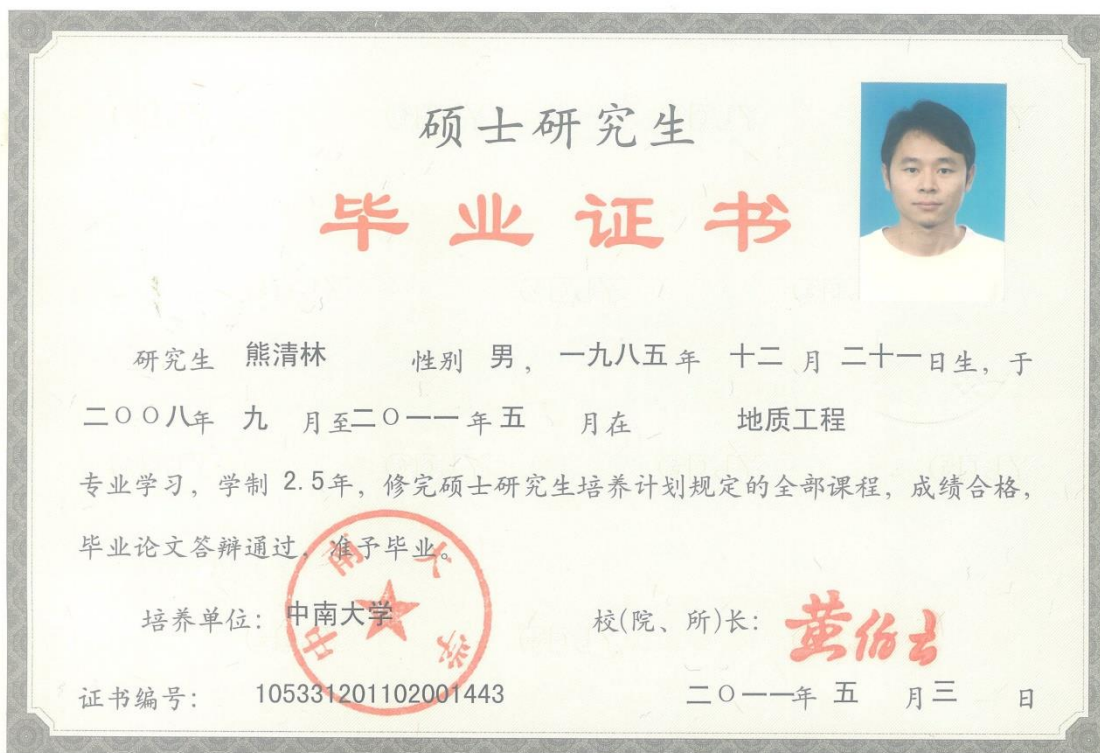 硕士研究生
毕业证书
研究生 熊清林 性别 男，一九八五年 十二月 二十一日生，于
二〇〇八年 九 月至二〇一一年五 月在 地质工程
专业学习，学制 2.5年，修完硕士研究生培养计划规定的全部课程，成绩合格，
毕业论文答辩通过，准予毕业。
培养单位：中南大学 校(院、所)长：黄伯云
中南大学
证书编号： 105331201102001443 二〇一一年 五 月三 日